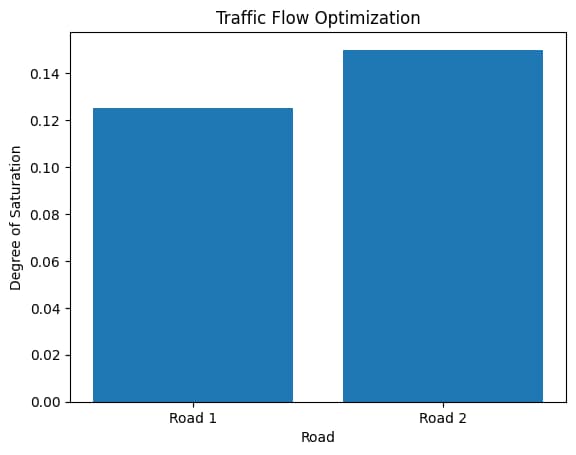 Traffic Flow Optimization
Degree of Saturation
0.14
0.12
0.10
0.08
0.06
0.04
0.02
0.00
Road 1
Road 2
Road